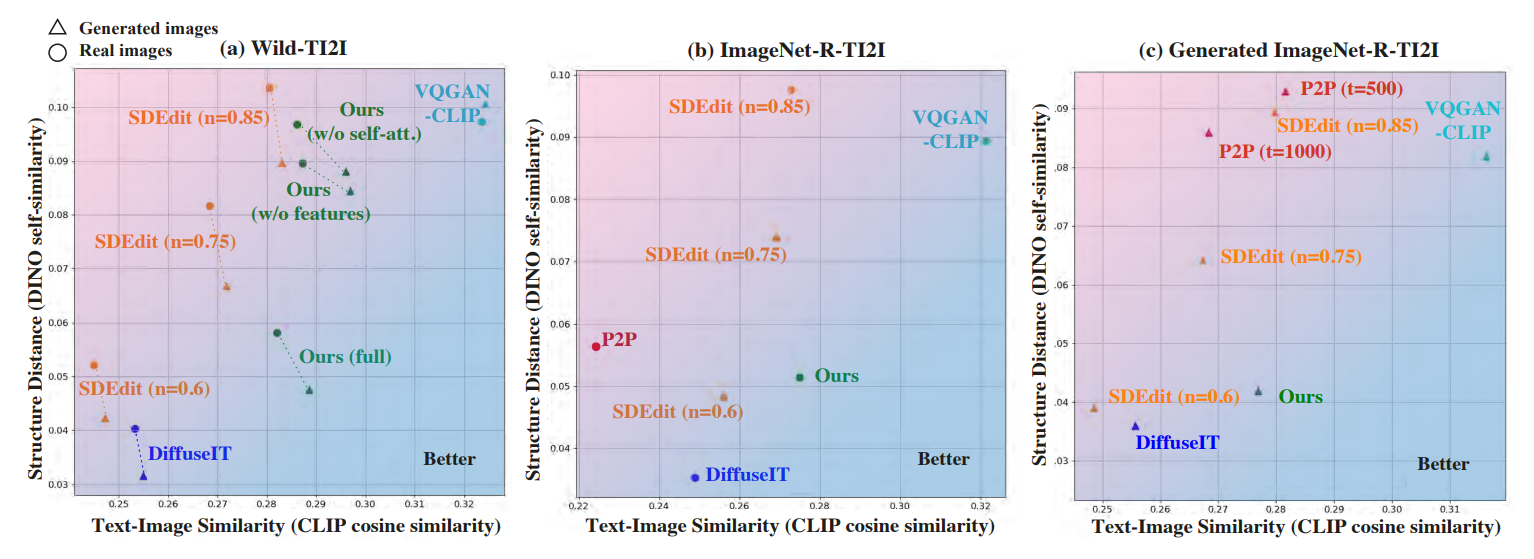 Generated images
Real images
(a) Wild-TI2I
Structure Distance (DINO self-similarity)
0.10
0.09
0.08
0.07
0.06
0.05
0.04
0.03
SDEdit (n=0.85)
Ours
(w/o self-att.)
VQGAN
-CLIP
Ours
(w/o features)
SDEdit (n=0.75)
Ours (full)
SDEdit (n=0.6)
DiffuseIT
Better
0.25 0.26 0.27 0.28 0.29 0.30 0.31 0.32
Text-Image Similarity (CLIP cosine similarity)
(b) ImageNet-R-TI2I
Structure Distance (DINO self-similarity)
0.10
0.09
0.08
0.07
0.06
0.05
0.04
SDEdit (n=0.85)
VQGAN
-CLIP
SDEdit (n=0.75)
P2P
Ours
SDEdit (n=0.6)
DiffuseIT
Better
0.22 0.24 0.26 0.28 0.30 0.32
Text-Image Similarity (CLIP cosine similarity)
(c) Generated ImageNet-R-TI2I
Structure Distance (DINO self-similarity)
.09
.08
.07
.06
.05
.04
.03
P2P (t=500)
SDEdit (n=0.85)
VQGAN
-CLIP
P2P (t=1000)
SDEdit (n=0.75)
SDEdit (n=0.6)
Ours
DiffuseIT
Better
0.25 0.26 0.27 0.28 0.29 0.30 0.31
Text-Image Similarity (CLIP cosine similarity)